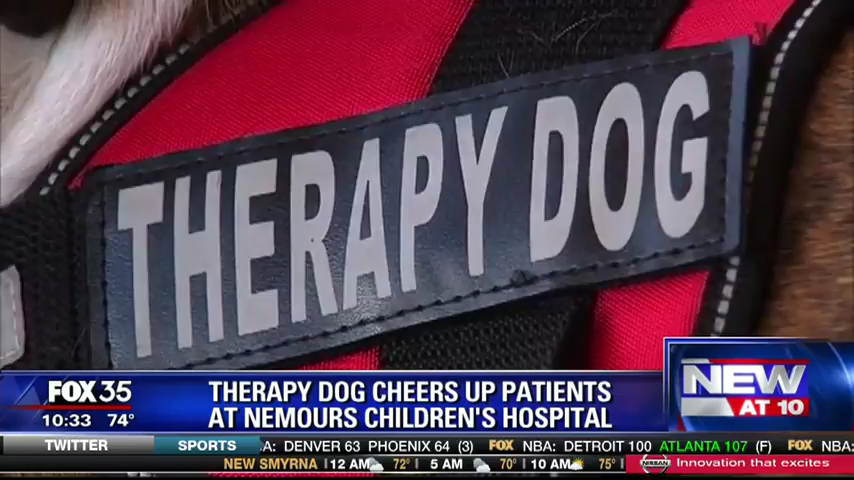 THERAPY DOG
NEW
AT 10
FOX 35
10:33 74°
THERAPY DOG CHEERS UP PATIENTS
AT NEMOURS CHILDREN'S HOSPITAL
TWITTER SPORTS A: DENVER 63 PHOENIX 64 (3) FOX NBA: DETROIT 100 ATLANTA 107 (F) FOX NBA:
NEW SMYRNA 12 AM 72° 5 AM 70° 10 AM 75° NISSAN Innovation that excites